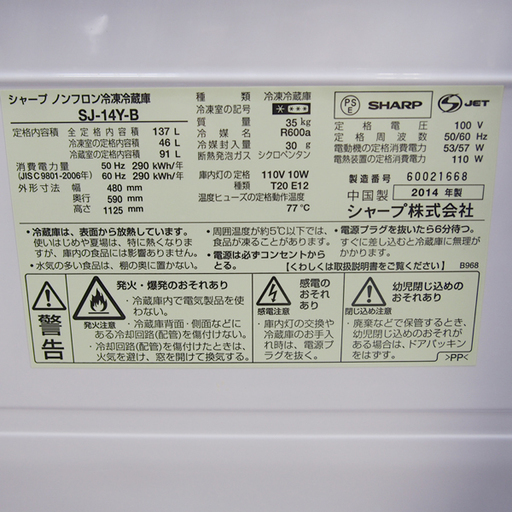 シャープ ノンフロン冷凍冷蔵庫
SJ-14Y-B
定格内容積 全定格内容積 137 L
冷凍室の定格内容積 46 L
冷蔵室の定格内容積 91 L
消費電力量 50 Hz 290 kWh/年
(JISC9801-2006年) 60 Hz 290 kWh/年
外形寸法 幅 480 mm
奥行 590 mm
高さ 1125 mm
種類 冷凍冷蔵庫
冷凍室の記号
質量 35 kg
冷媒名 R600a
冷媒封入量 30 g
断熱発泡ガス シクロペンタン
庫内灯の定格 110V 10W
T20 E12
温度ヒューズの定格動作温度
77℃
PSE SHARP S JET
定格電圧 100 V
定格周波数 50/60 Hz
電動機の定格消費電力 53/57 W
電熱装置の定格消費電力 110 W
製造番号 60021668
中国製 2014 年製
シャープ株式会社
・冷蔵庫は、表面から放熱しています。
使いはじめや夏場は、特に熱くなりますが、庫内の食品には影響ありません。
・水気の多い食品は、棚の奥に置かない。
・周囲温度が約5℃以下では、食品が凍ることがあります。
・電源は必ずコンセントからとる。
・電源プラグを抜いたら6分待つ。
すぐに差し込むと冷蔵庫に無理がかかります。
【くわしくは取扱説明書をご覧ください】 B968
警告
発火注意
発火・爆発のおそれあり
・冷蔵庫内で電気製品を使わない。
・冷蔵庫背面・側面などにある冷却回路(配管)を傷付けない。
・冷却回路(配管)を傷付けたときは、火気を避け、窓を開けて換気する。
感電注意
感電のおそれあり
・庫内灯の交換や冷蔵庫のお手入れ時は、電源プラグを抜く。
閉じ込め注意
幼児閉じ込めのおそれあり
・廃棄などで保管するとき、幼児閉じ込めのおそれがある場合は、ドアパッキンをはずす。
>PP<